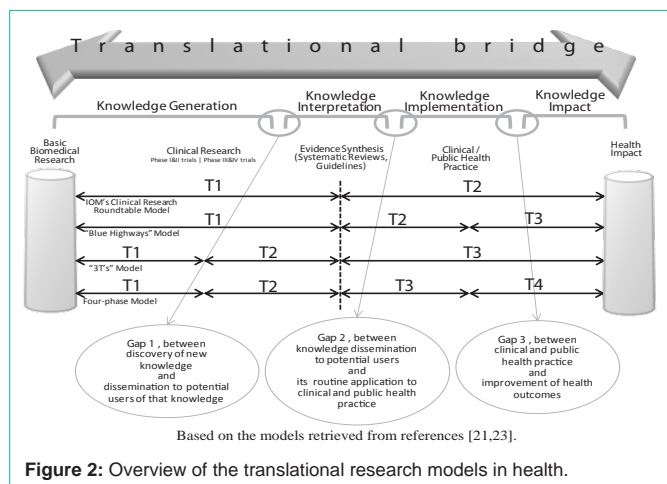 Translational bridge
Knowledge Generation
Knowledge
Interpretation
Knowledge
Implementation
Knowledge
Impact
Basic
Biomedical
Research
Clinical Research
Phase I&II trials | Phase III&IV trials
Evidence Synthesis
(Systematic Reviews,
Guidelines)
Clinical /
Public Health
Practice
Health
Impact
T1 T2
IOM's Clinical Research
Roundtable Model
T1 T2 T3
"Blue Highways" Model
T1 T2 T3
"3T's" Model
T1 T2 T3 T4
Four-phase Model
Gap 1 , between
discovery of new
knowledge
and
dissemination to potential
users of that knowledge
Gap 2 , between
knowledge dissemination
to potential users
and
its routine application to
clinical and public health
practice
Gap 3 , between
clinical and public
health practice
and
improvement of health
outcomes
Based on the models retrieved from references [21,23].
Figure 2: Overview of the translational research models in health.